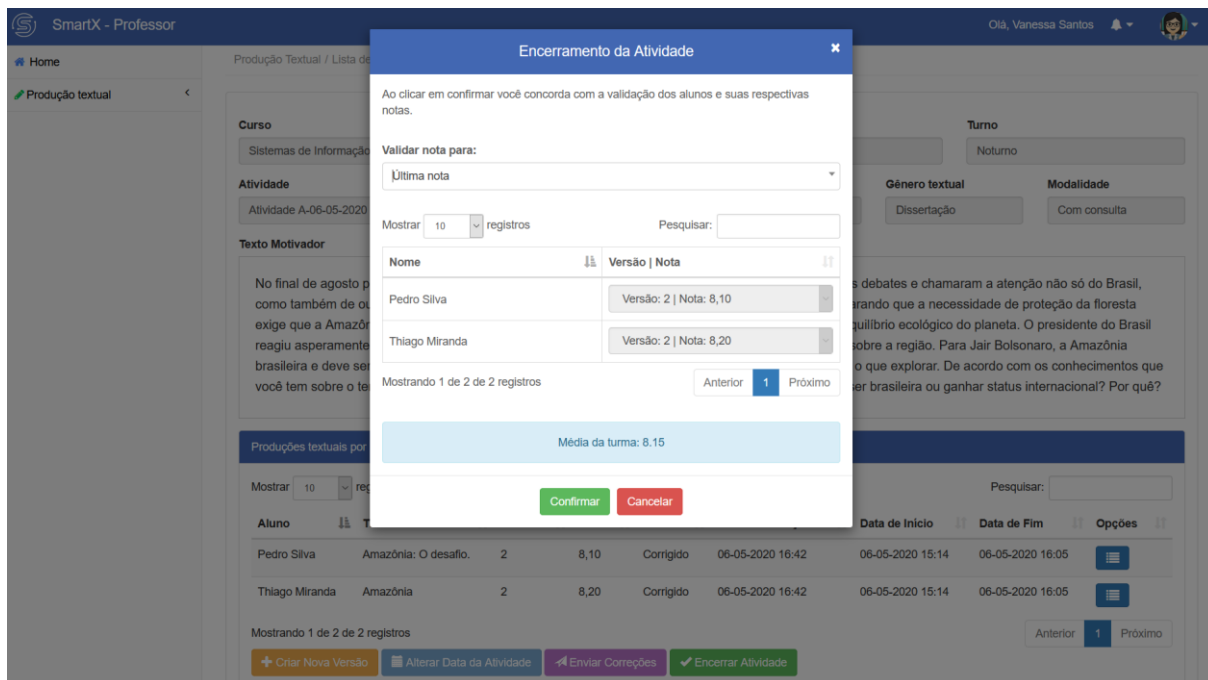 SmartX - Professor
Olá, Vanessa Santos
Home
Produção textual
Produção Textual / Lista de
Encerramento da Atividade
Ao clicar em confirmar você concorda com a validação dos alunos e suas respectivas
notas.
Validar nota para:
Última nota
Mostrar 10 registros
Pesquisar:
Nome Versão | Nota
Pedro Silva Versão: 2 | Nota: 8,10
Thiago Miranda Versão: 2 | Nota: 8,20
Mostrando 1 de 2 de 2 registros
Anterior 1 Próximo
Média da turma: 8.15
Confirmar Cancelar
Curso Turno
Sistemas de Informação Noturno
Atividade Gênero textual Modalidade
Atividade A-06-05-2020 Dissertação Com consulta
Texto Motivador
No final de agosto s debates e chamaram a atenção não só do Brasil,
como também de que a necessidade de proteção da floresta
exige que a do planeta. O presidente do Brasil
reagiu asperamente sobre a região. Para Jair Bolsonaro, a Amazônia
brasileira e deve o que explorar. De acordo com os conhecimentos que
você tem sobre o brasileira ou ganhar status internacional? Por quê?
Produções textuais por
Mostrar 10
Pesquisar:
Aluno Data de Inicio Data de Fim Opções
Pedro Silva Amazônia: O desafio. 2 8,10 Corrigido 06-05-2020 16:42 06-05-2020 15:14 06-05-2020 16:05
Thiago Miranda Amazônia 2 8,20 Corrigido 06-05-2020 16:42 06-05-2020 15:14 06-05-2020 16:05
Mostrando 1 de 2 de 2 registros
Anterior 1 Próximo
Criar Nova Versão Alterar Data da Atividade Enviar Correções Encerrar Atividade